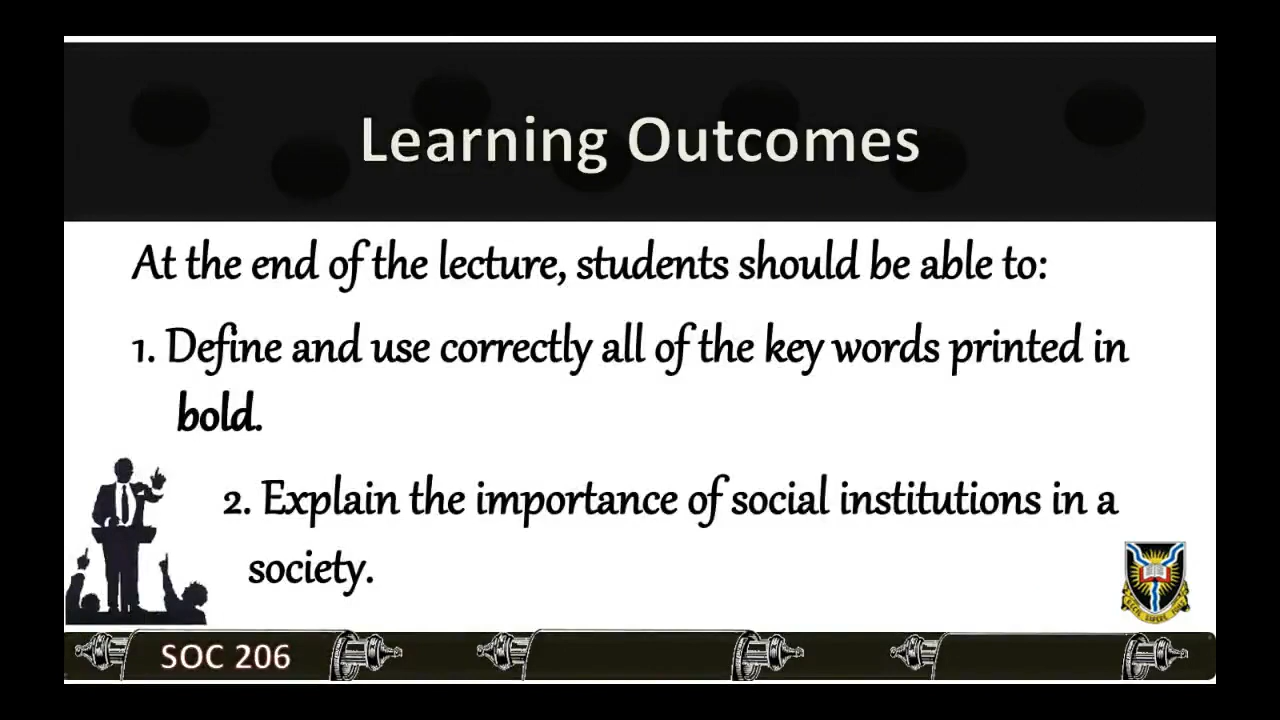 Learning Outcomes
At the end of the lecture, students should be able to:
1. Define and use correctly all of the key words printed in
bold.
2. Explain the importance of social institutions in a
society.
SOC 206